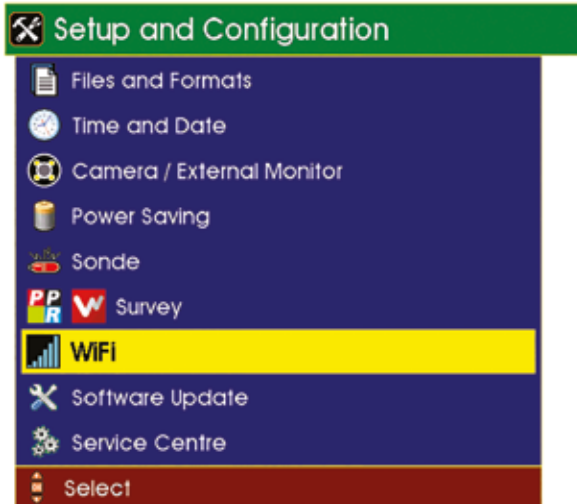 Setup and Configuration
Files and Formats
Time and Date
Camera / External Monitor
Power Saving
Sonde
PPR W Survey
WiFi
Software Update
Service Centre
OK Select